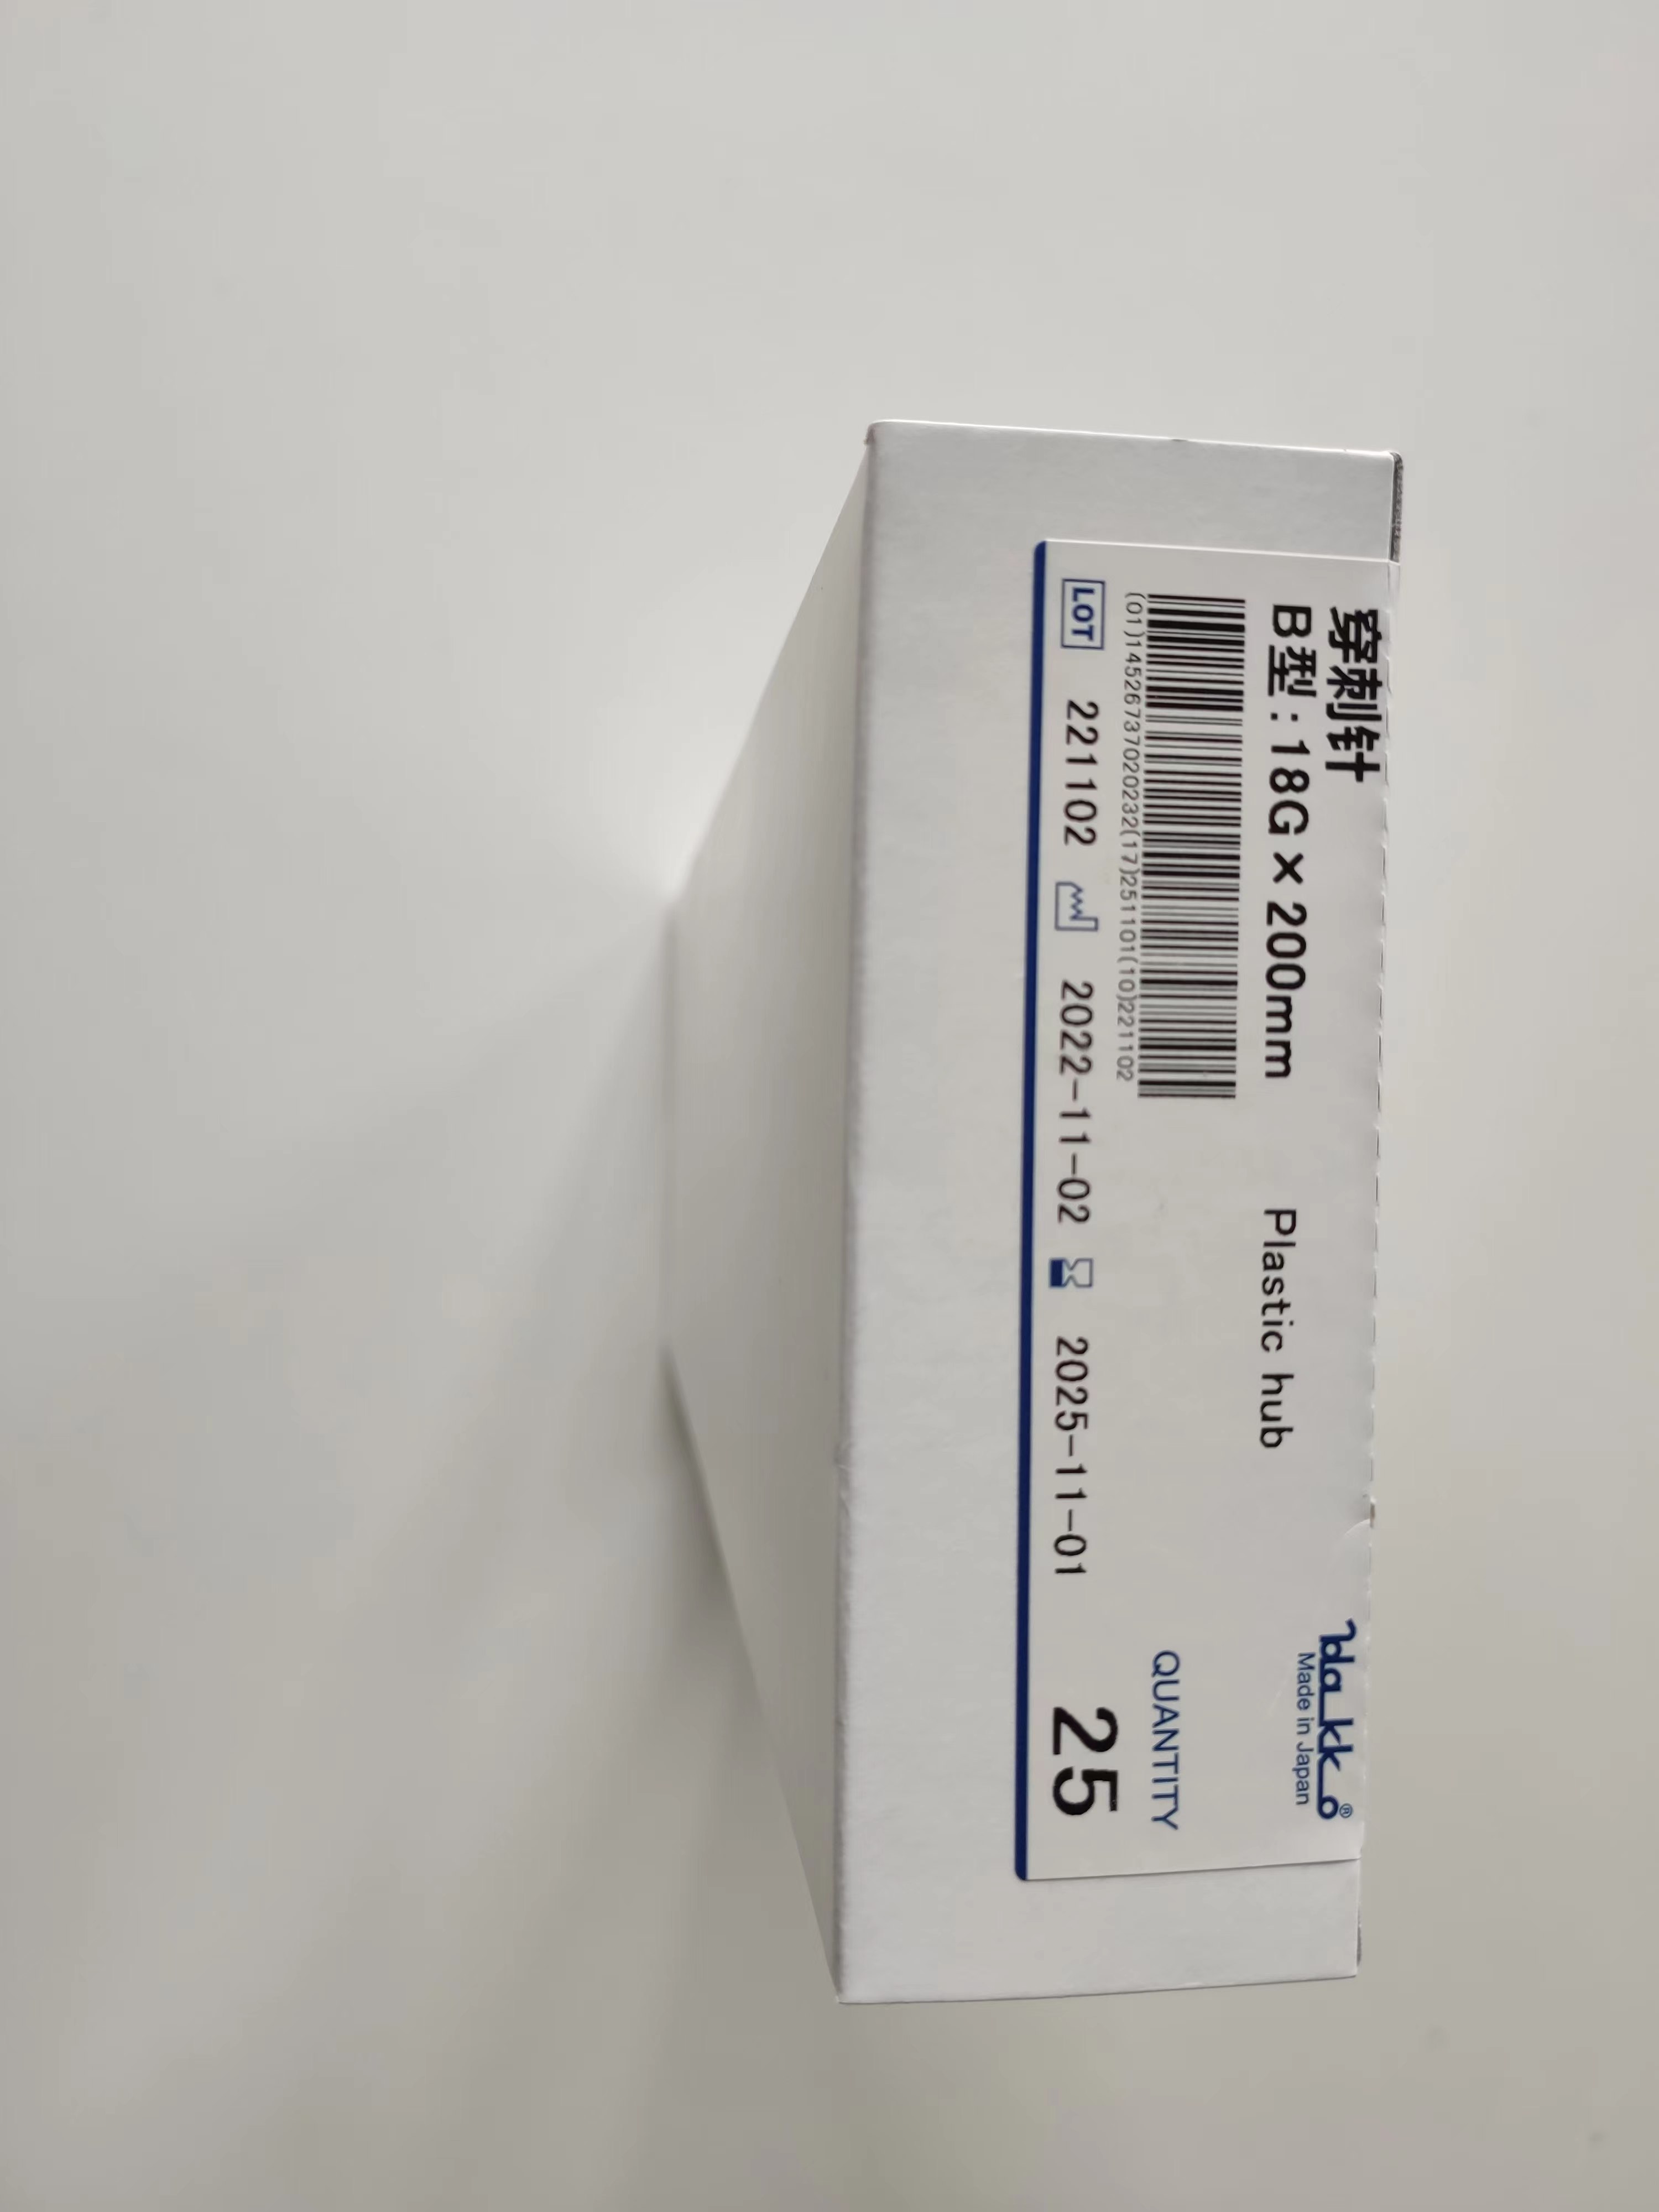 穿刺针
B型: 18G × 200mm Plastic hub
(01)14526737020232(17)251101(10)221102
LOT 221102 2022-11-02 2025-11-01
Hakko®
Made in Japan
QUANTITY
25